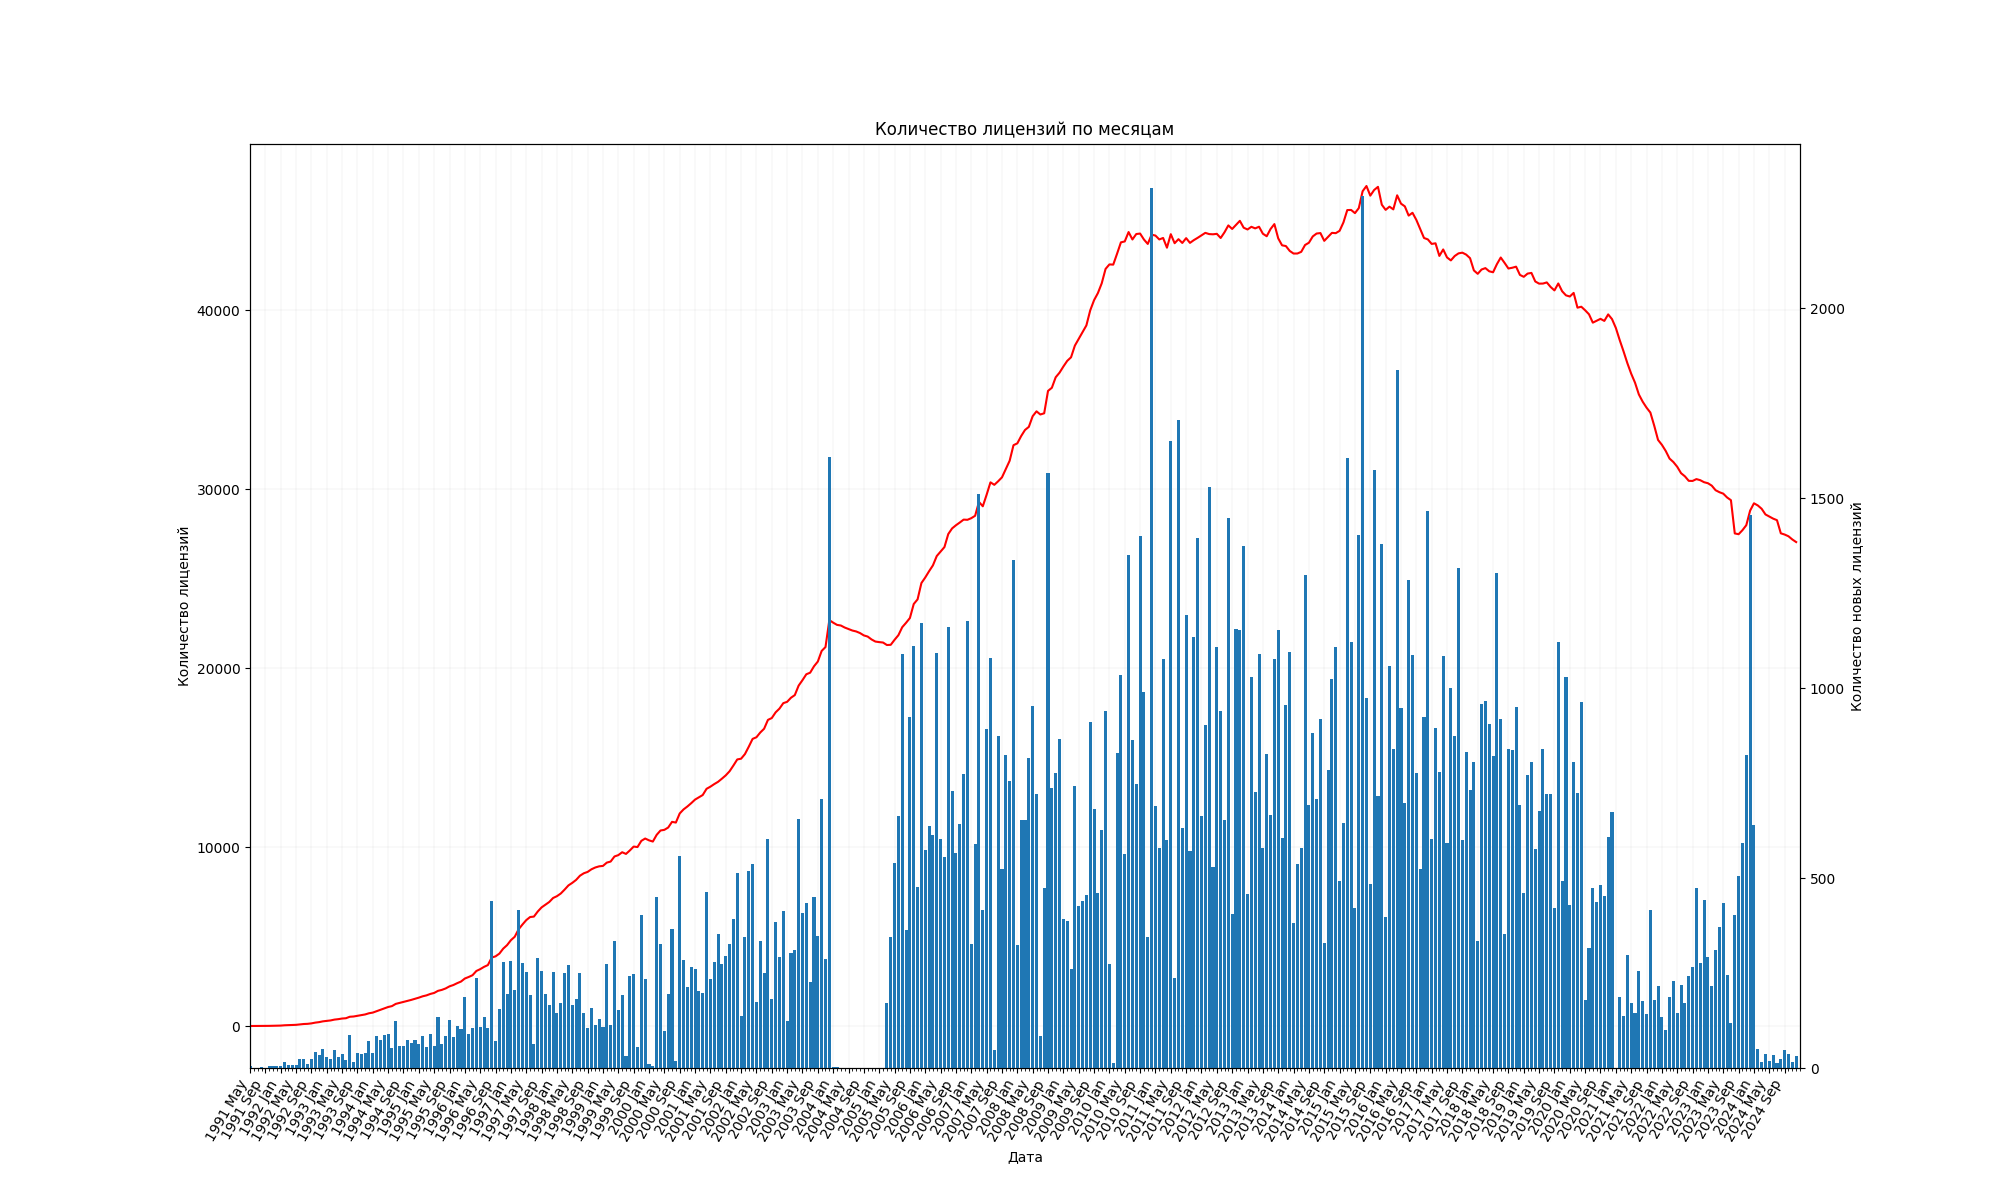 Количество лицензий по месяцам
Количество лицензий
40000
30000
20000
10000
0
Количество новых лицензий
2000
1500
1000
500
0
1991 May
1991 Sep
1992 Jan
1992 May
1992 Sep
1993 Jan
1993 May
1993 Sep
1994 Jan
1994 May
1994 Sep
1995 Jan
1995 May
1995 Sep
1996 Jan
1996 May
1996 Sep
1997 Jan
1997 May
1997 Sep
1998 Jan
1998 May
1998 Sep
1999 Jan
1999 May
1999 Sep
2000 Jan
2000 May
2000 Sep
2001 Jan
2001 May
2001 Sep
2002 Jan
2002 May
2002 Sep
2003 Jan
2003 May
2003 Sep
2004 Jan
2004 May
2004 Sep
2005 Jan
2005 May
2005 Sep
2006 Jan
2006 May
2006 Sep
2007 Jan
2007 May
2007 Sep
2008 Jan
2008 May
2008 Sep
2009 Jan
2009 May
2009 Sep
2010 Jan
2010 May
2010 Sep
2011 Jan
2011 May
2011 Sep
2012 Jan
2012 May
2012 Sep
2013 Jan
2013 May
2013 Sep
2014 Jan
2014 May
2014 Sep
2015 Jan
2015 May
2015 Sep
2016 Jan
2016 May
2016 Sep
2017 Jan
2017 May
2017 Sep
2018 Jan
2018 May
2018 Sep
2019 Jan
2019 May
2019 Sep
2020 Jan
2020 May
2020 Sep
2021 Jan
2021 May
2021 Sep
2022 Jan
2022 May
2022 Sep
2023 Jan
2023 May
2023 Sep
2024 Jan
2024 May
2024 Sep
Дата